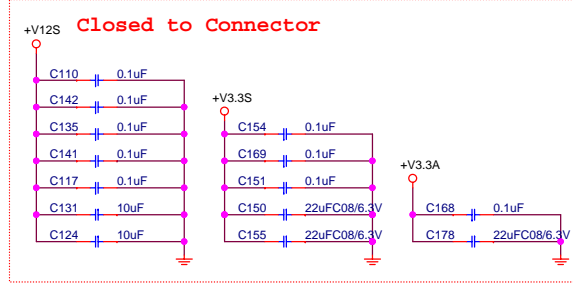 Closed to Connector
+V12S
C110 0.1uF
C142 0.1uF
C135 0.1uF
C141 0.1uF
C117 0.1uF
C131 10uF
C124 10uF
+V3.3S
C154 0.1uF
C169 0.1uF
C151 0.1uF
C150 22uFC08/6.3V
C155 22uFC08/6.3V
+V3.3A
C168 0.1uF
C178 22uFC08/6.3V